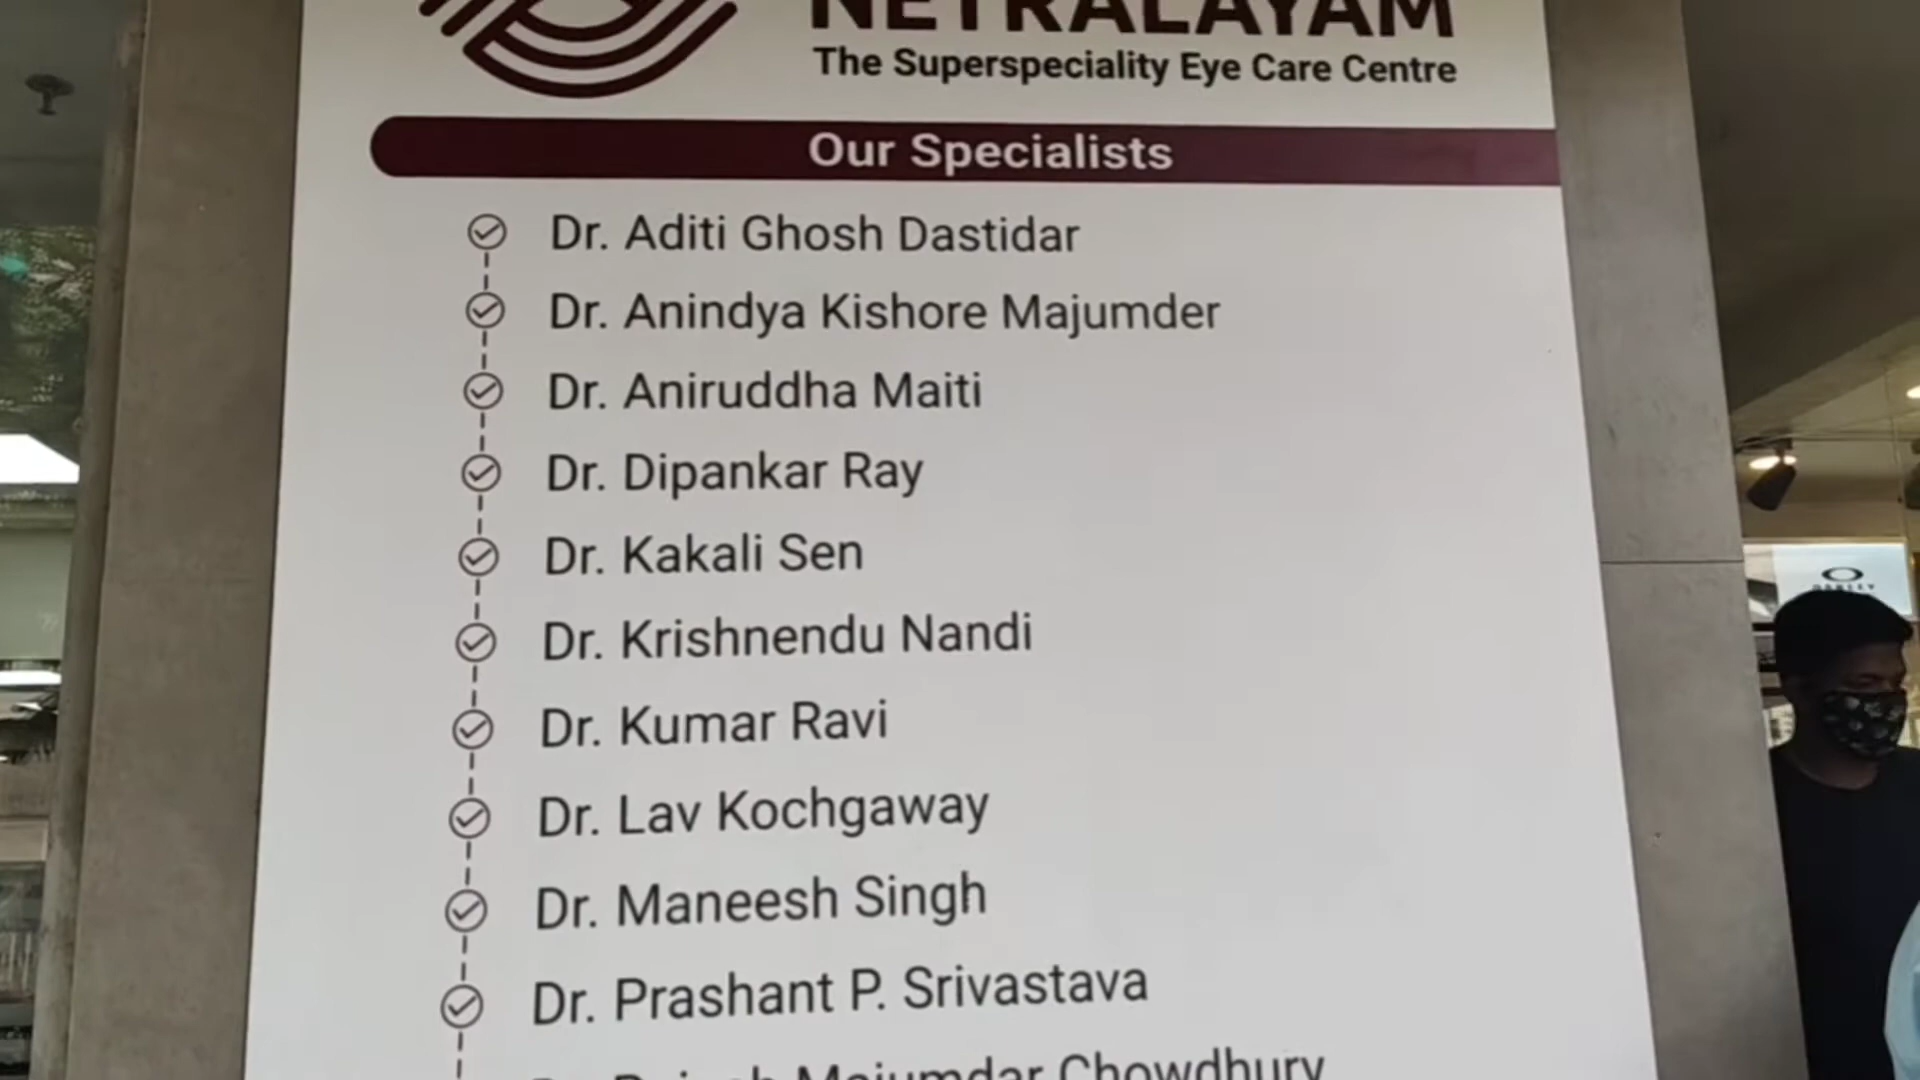 NETRALAYAM
The Superspeciality Eye Care Centre
Our Specialists
Dr. Aditi Ghosh Dastidar
Dr. Anindya Kishore Majumder
Dr. Aniruddha Maiti
Dr. Dipankar Ray
Dr. Kakali Sen
Dr. Krishnendu Nandi
Dr. Kumar Ravi
Dr. Lav Kochgaway
Dr. Maneesh Singh
Dr. Prashant P. Srivastava
Majumdar Chowdhury